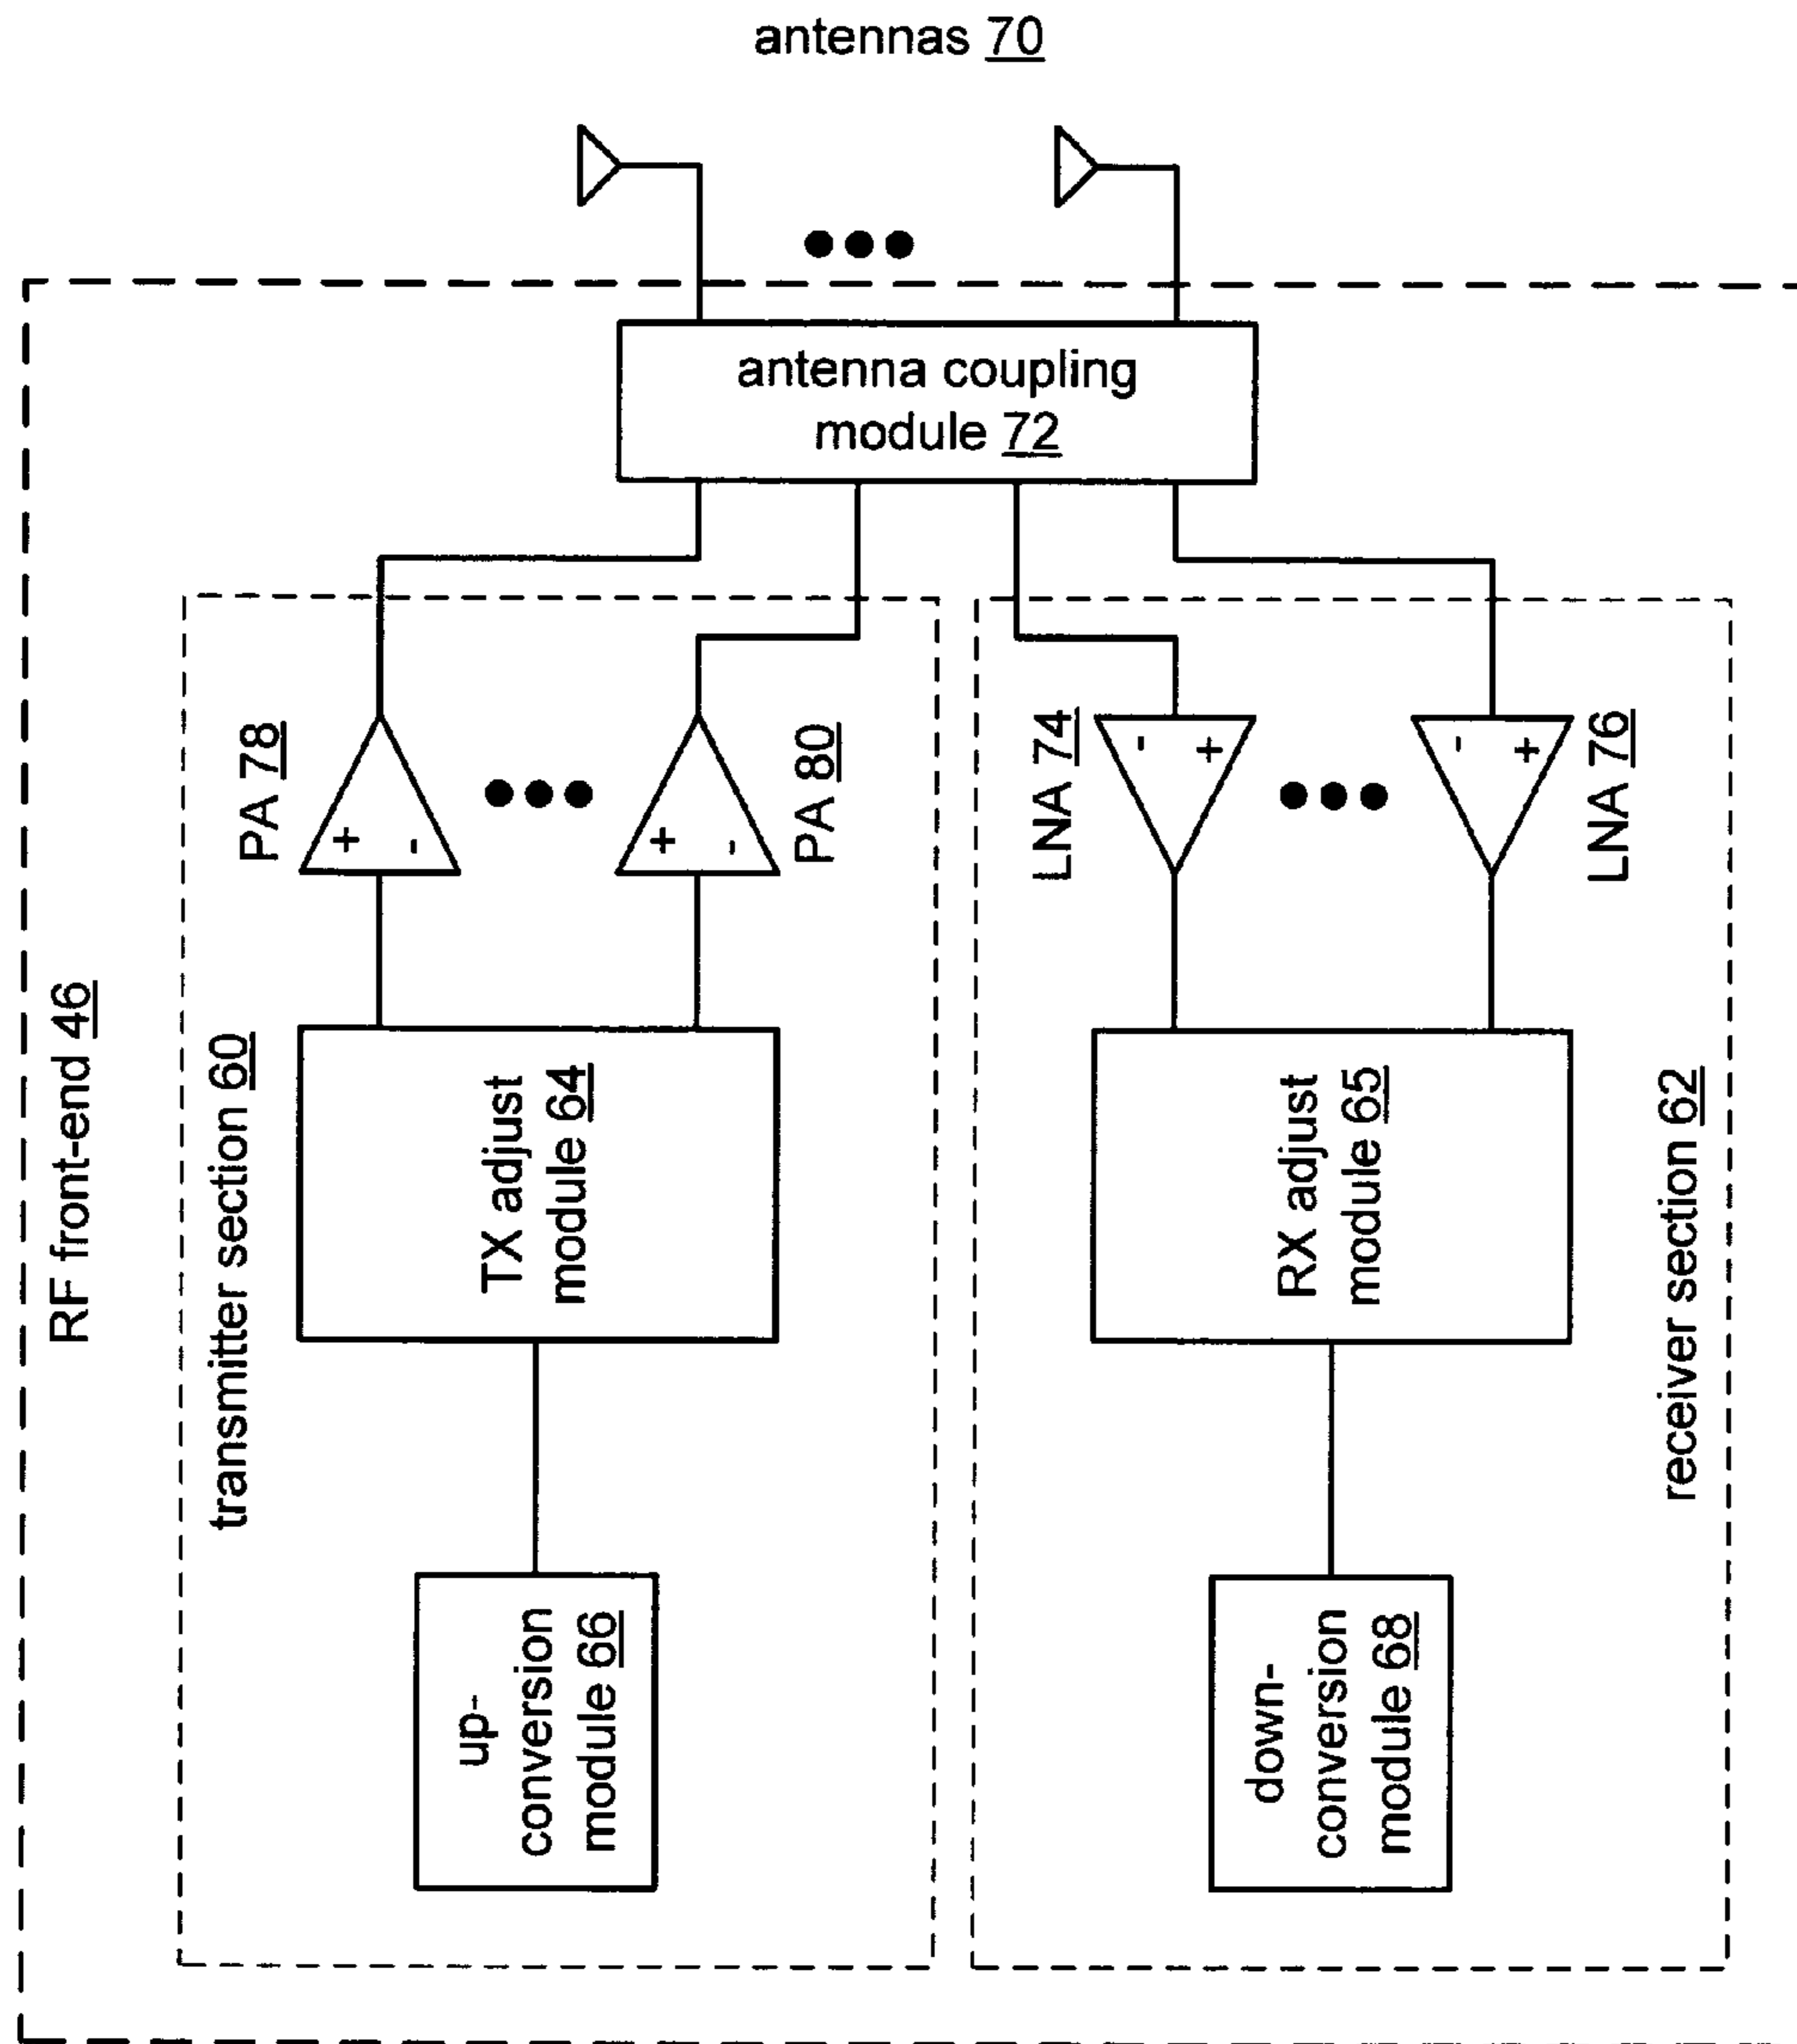 antennas 70
antenna coupling
module 72
RF front-end 46
transmitter section 60
PA 78
+
-
PA 80
+
-
TX adjust
module 64
up-
conversion
module 66
LNA 74
-
+
LNA 76
-
+
RX adjust
module 65
down-
conversion
module 68
receiver section 62